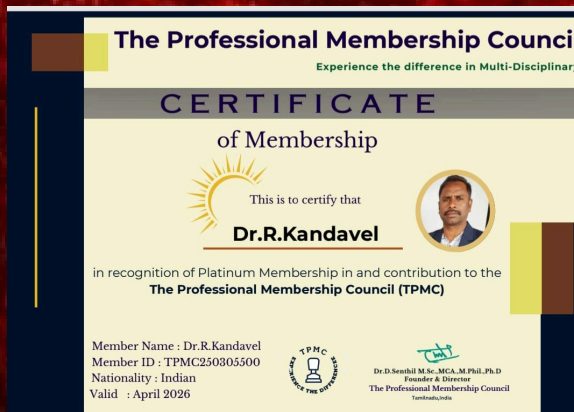 The Professional Membership Counci
Experience the difference in Multi-Disciplinary
CERTIFICATE
of Membership
This is to certify that
Dr.R.Kandavel
in recognition of Platinum Membership in and contribution to the
The Professional Membership Council (TPMC)
Member Name : Dr.R.Kandavel
Member ID : TPMC250305500
Nationality : Indian
Valid : April 2026
TPMC
EXPERIENCE THE DIFFERENCE
Dr.D.Senthil M.Sc.,MCA.,M.Phil.,Ph.D
Founder & Director
The Professional Membership Council
Tamilnadu,India